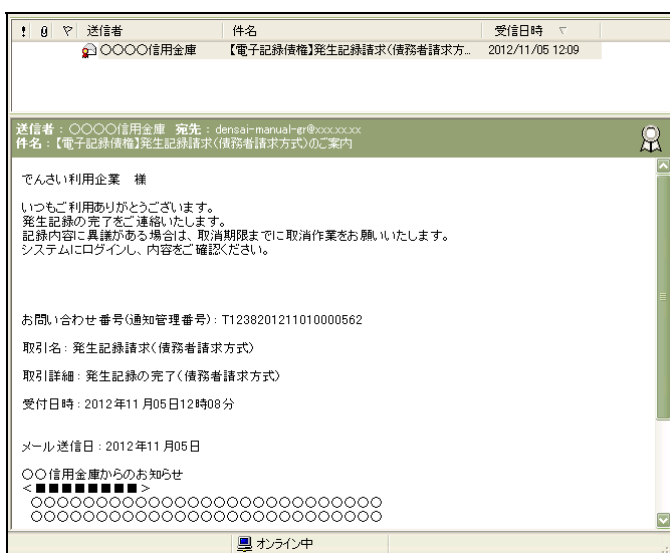 送信者 件名 受信日時
〇〇〇〇信用金庫 【電子記録債権】発生記録請求(債務者請求方... 2012/11/05 12:09
送信者：〇〇〇〇信用金庫 宛先：densai-manual-gr@xxx.xx.xx
件名：【電子記録債権】発生記録請求(債務者請求方式)のご案内
でんさい利用企業 様
いつもご利用ありがとうございます。
発生記録の完了をご連絡いたします。
記録内容に異議がある場合は、取消期限までに取消作業をお願いいたします。
システムにログインし、内容をご確認ください。
お問い合わせ番号(通知管理番号)：T1238201211010000562
取引名：発生記録請求(債務者請求方式)
取引詳細：発生記録の完了(債務者請求方式)
受付日時：2012年11月05日12時08分
メール送信日：2012年11月05日
〇〇信用金庫からのお知らせ
＜■■■■■■■■＞
〇〇〇〇〇〇〇〇〇〇〇〇〇〇〇〇〇〇〇〇〇〇〇〇〇〇〇
〇〇〇〇〇〇〇〇〇〇〇〇〇〇〇〇〇〇〇〇〇〇〇〇〇〇〇
オンライン中